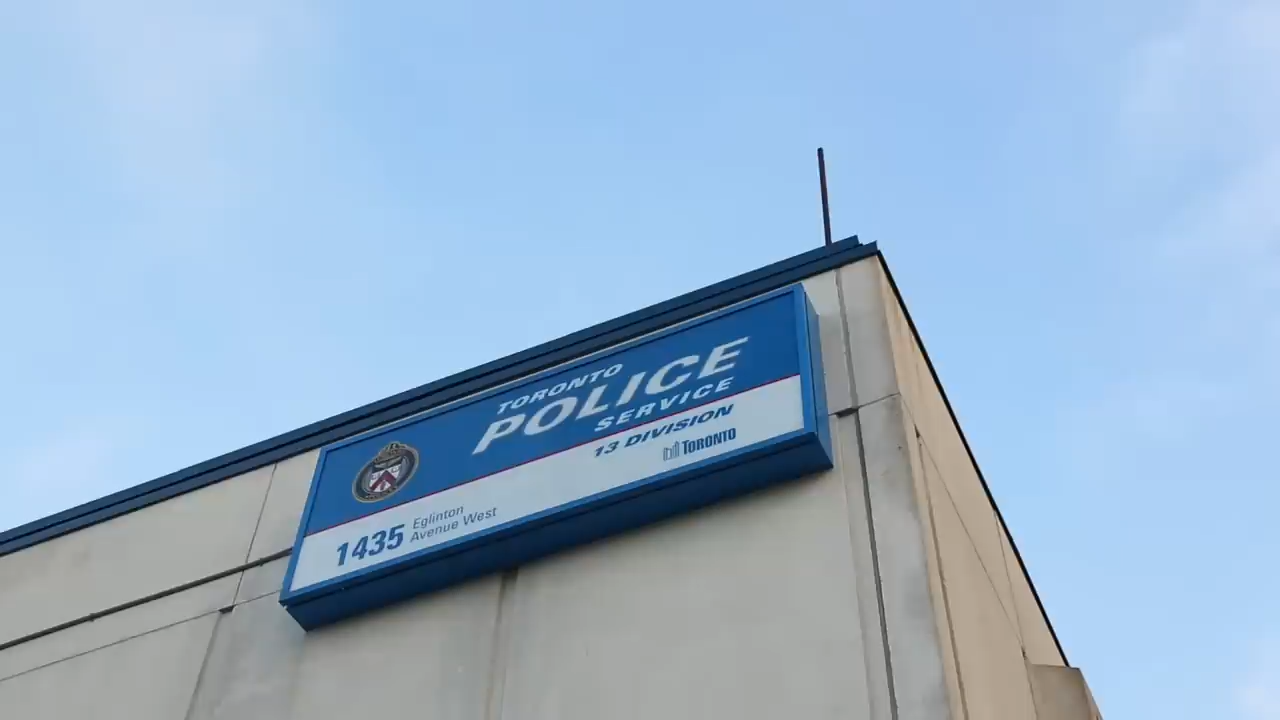 TORONTO
POLICE
SERVICE
13 DIVISION
TORONTO
1435 Eglinton
Avenue West